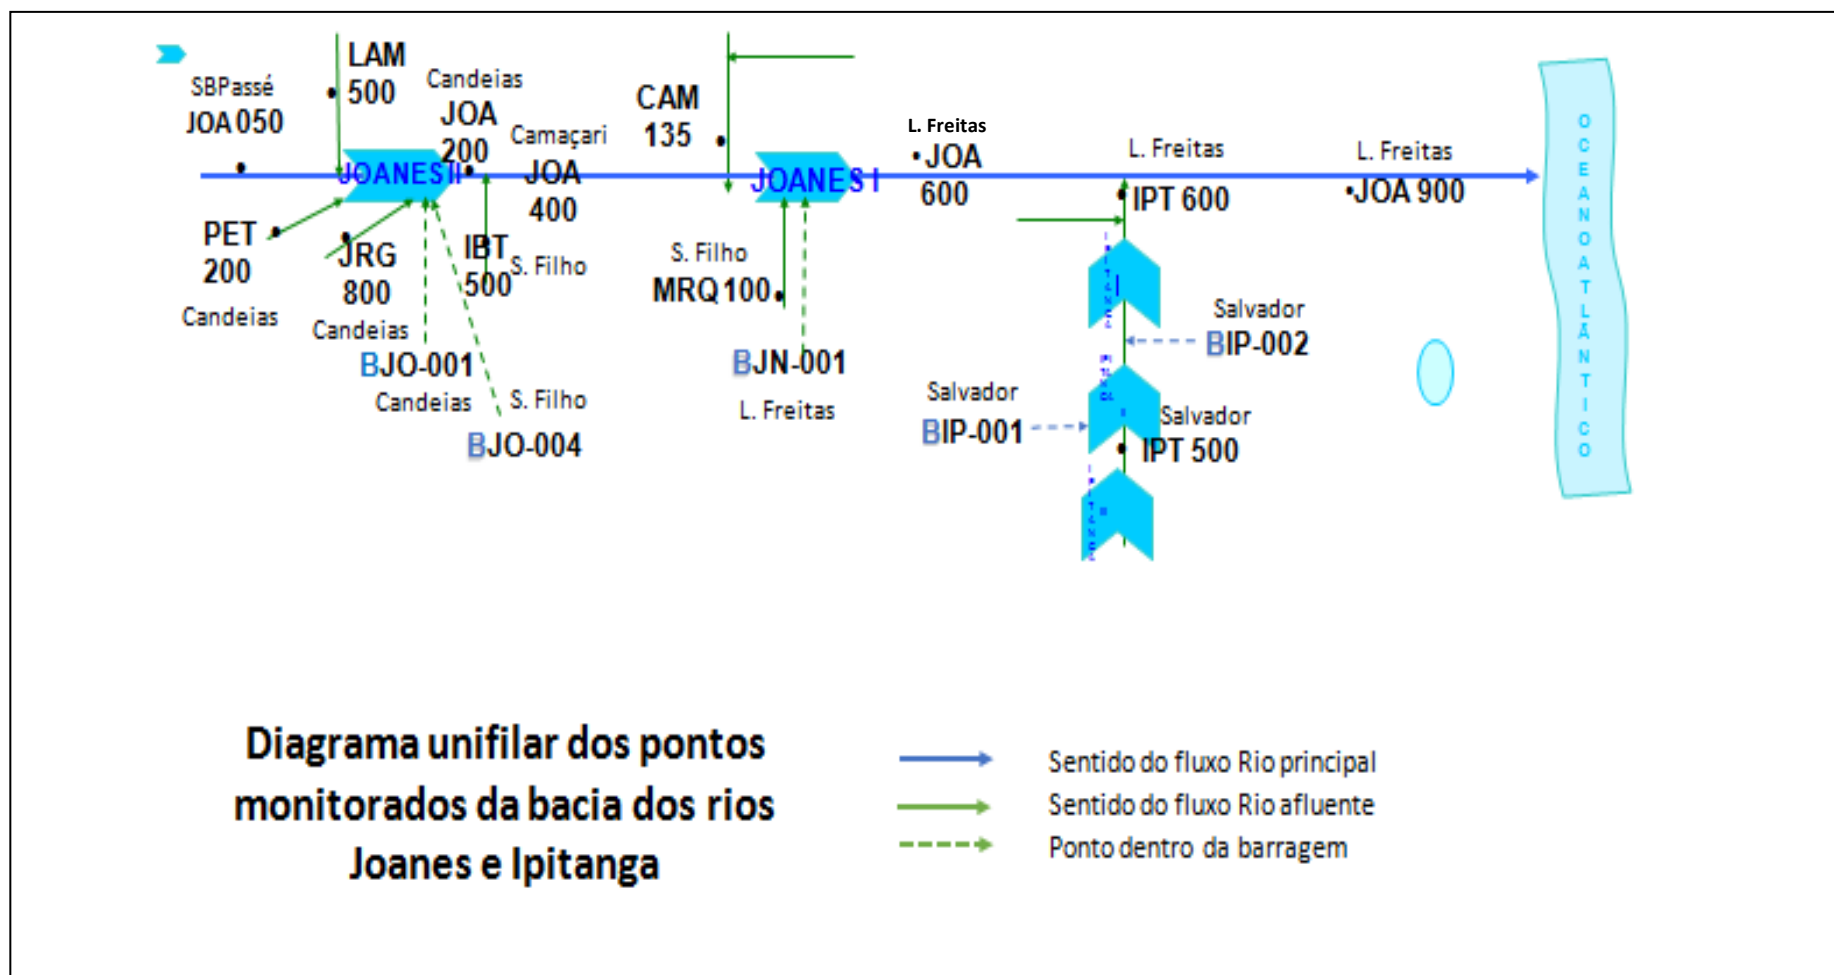 LAM
500
SBPassé
JOA 050
Candeias
JOA
200
Camaçari
JOA
400
CAM
135
L. Freitas
JOA
600
L. Freitas
IPT 600
L. Freitas
JOA 900
JOANES II
JOANES I
PET
200
Candeias
JRG
800
Candeias
IBT
500
S. Filho
S. Filho
MRQ 100
BJO-001
Candeias
S. Filho
BJO-004
BJN-001
L. Freitas
Salvador
BIP-002
Salvador
BIP-001
Salvador
IPT 500
OCEANO ATLÂNTICO
Diagrama unifilar dos pontos
monitorados da bacia dos rios
Joanes e Ipitanga
Sentido do fluxo Rio principal
Sentido do fluxo Rio afluente
Ponto dentro da barragem